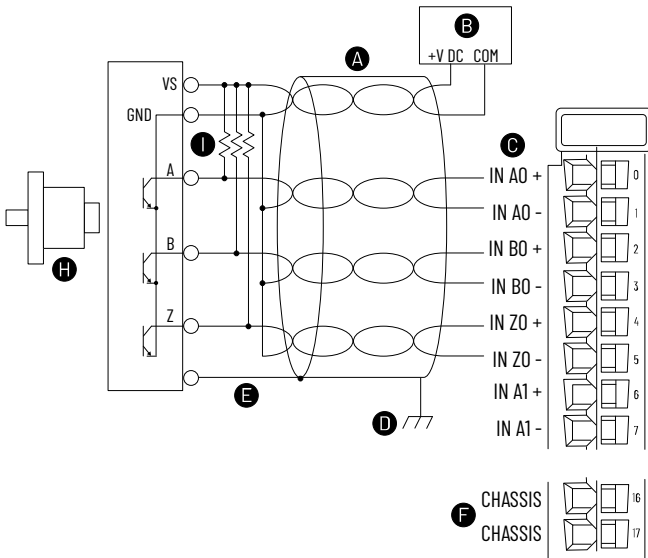 B
+V DC COM
A
VS
GND
I
C
A
IN A0 + 0
IN A0 - 1
B
IN B0 + 2
H
IN B0 - 3
Z
IN Z0 + 4
IN Z0 - 5
E
IN A1 + 6
D
IN A1 - 7
CHASSIS 16
F
CHASSIS 17